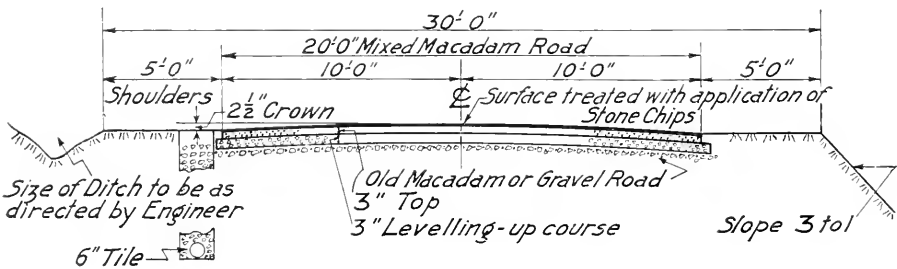 30'-0"
20'-0" Mixed Macadam Road
5'-0" 10'-0" 10'-0" 5'-0"
Shoulders
2½" Crown
℄ Surface treated with application of
Stone Chips
Old Macadam or Gravel Road
3" Top
3" Levelling-up course
Size of Ditch to be as
directed by Engineer
Slope 3 to 1
6" Tile